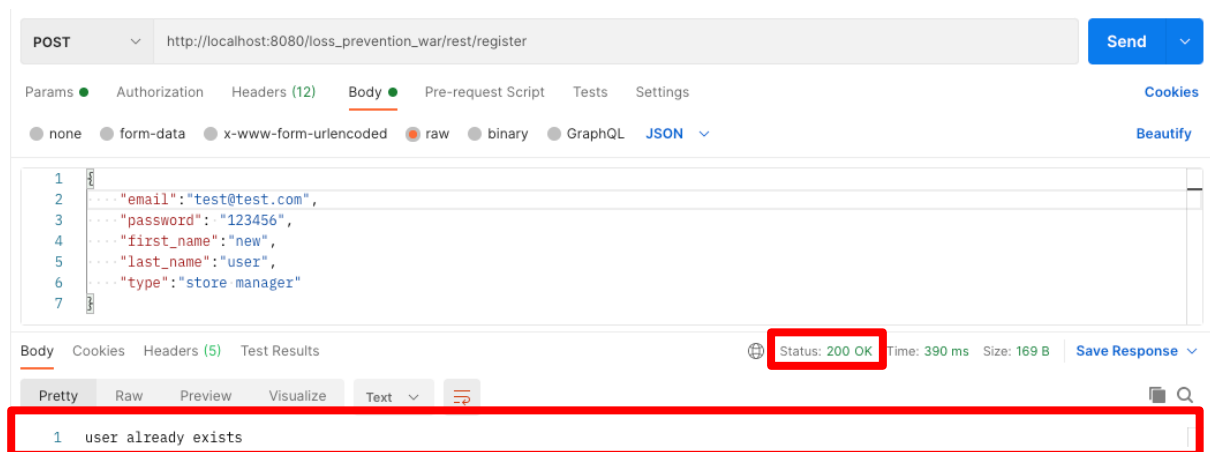 POST http://localhost:8080/loss_prevention_war/rest/register Send
Params Authorization Headers (12) Body Pre-request Script Tests Settings Cookies
none form-data x-www-form-urlencoded raw binary GraphQL JSON Beautify
1 {
2 "email":"test@test.com",
3 "password": "123456",
4 "first_name":"new",
5 "last_name":"user",
6 "type":"store manager"
7 }
Body Cookies Headers (5) Test Results Status: 200 OK Time: 390 ms Size: 169 B Save Response
Pretty Raw Preview Visualize Text
1 user already exists